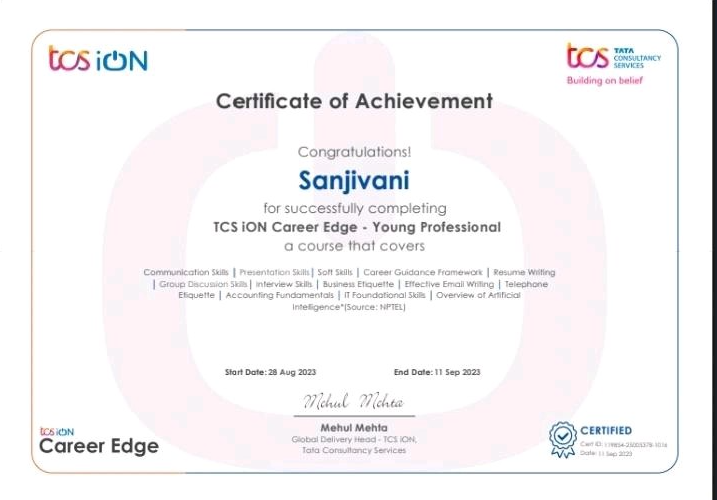 tcs iON
tcs TATA
CONSULTANCY
SERVICES
Building on belief
Certificate of Achievement
Congratulations!
Sanjivani
for successfully completing
TCS iON Career Edge - Young Professional
a course that covers
Communication Skills | Presentation Skills | Soft Skills | Career Guidance Framework | Resume Writing
| Group Discussion Skills | Interview Skills | Business Etiquette | Effective Email Writing | Telephone
Etiquette | Accounting Fundamentals | IT Foundational Skills | Overview of Artificial
Intelligence*(Source: NPTEL)
Start Date: 28 Aug 2023 End Date: 11 Sep 2023
Mehul Mehta
Mehul Mehta
Global Delivery Head - TCS iON,
Tata Consultancy Services
tcs iON
Career Edge
CERTIFIED
Cert ID:
Date: 11 Sep 2023